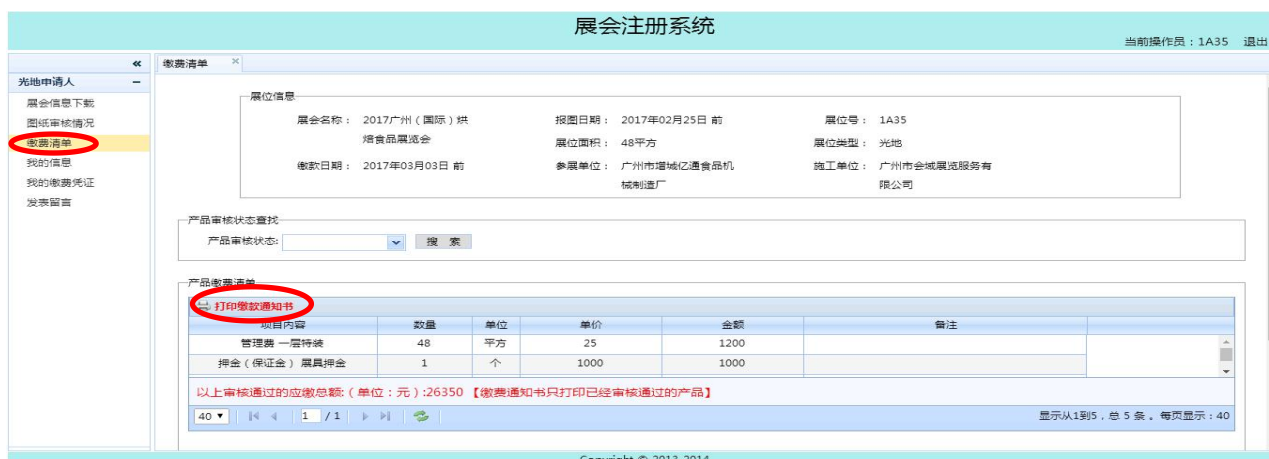 展会注册系统
当前操作员：1A35 退出
缴费清单
光地申请人
展会信息下载
图纸审核情况
缴费清单
我的信息
我的缴费凭证
发表留言
展位信息
展会名称： 2017广州（国际）烘 报图日期： 2017年02月25日 前 展位号： 1A35
焙食品展览会 展位面积： 48平方 展位类型： 光地
缴款日期： 2017年03月03日 前 参展单位： 广州市增城亿通食品机 施工单位： 广州市会域展览服务有
械制造厂 限公司
产品审核状态查找
产品审核状态: 搜 索
产品缴费清单
打印缴款通知书
项目内容 数量 单位 单价 金额 备注
管理费 一层特装 48 平方 25 1200
押金（保证金） 展具押金 1 个 1000 1000
以上审核通过的应缴总额:（单位：元）:26350 【缴费通知书只打印已经审核通过的产品】
40 1 / 1 显示从1到5，总 5 条 。每页显示：40
Copyright © 2013-2014